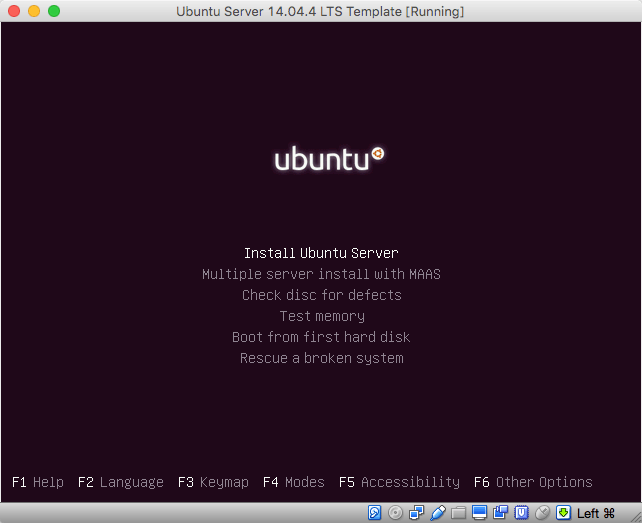 Ubuntu Server 14.04.4 LTS Template [Running]
ubuntu
Install Ubuntu Server
Multiple server install with MAAS
Check disc for defects
Test memory
Boot from first hard disk
Rescue a broken system
F1 Help F2 Language F3 Keymap F4 Modes F5 Accessibility F6 Other Options
Left ⌘